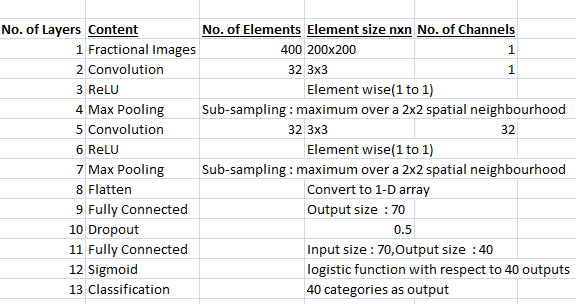 No. of Layers Content No. of Elements Element size nxn No. of Channels
1 Fractional Images 400 200x200 1
2 Convolution 32 3x3 1
3 ReLU Element wise(1 to 1)
4 Max Pooling Sub-sampling : maximum over a 2x2 spatial neighbourhood
5 Convolution 32 3x3 32
6 ReLU Element wise(1 to 1)
7 Max Pooling Sub-sampling : maximum over a 2x2 spatial neighbourhood
8 Flatten Convert to 1-D array
9 Fully Connected Output size : 70
10 Dropout 0.5
11 Fully Connected Input size : 70,Output size : 40
12 Sigmoid logistic function with respect to 40 outputs
13 Classification 40 categories as output